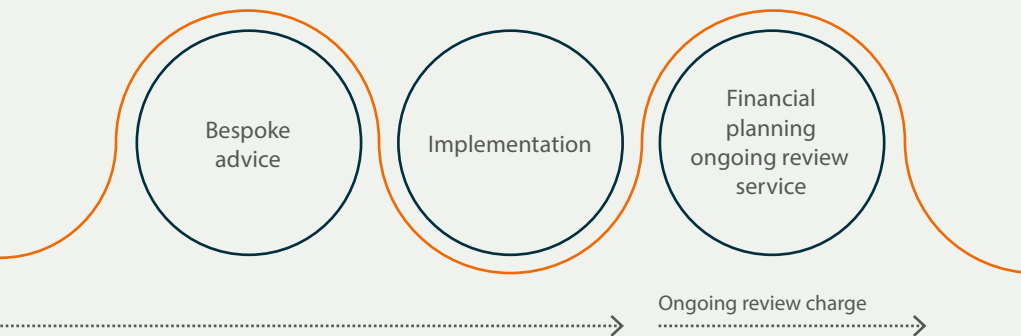 Bespoke
advice
Implementation
Financial
planning
ongoing review
service
Ongoing review charge